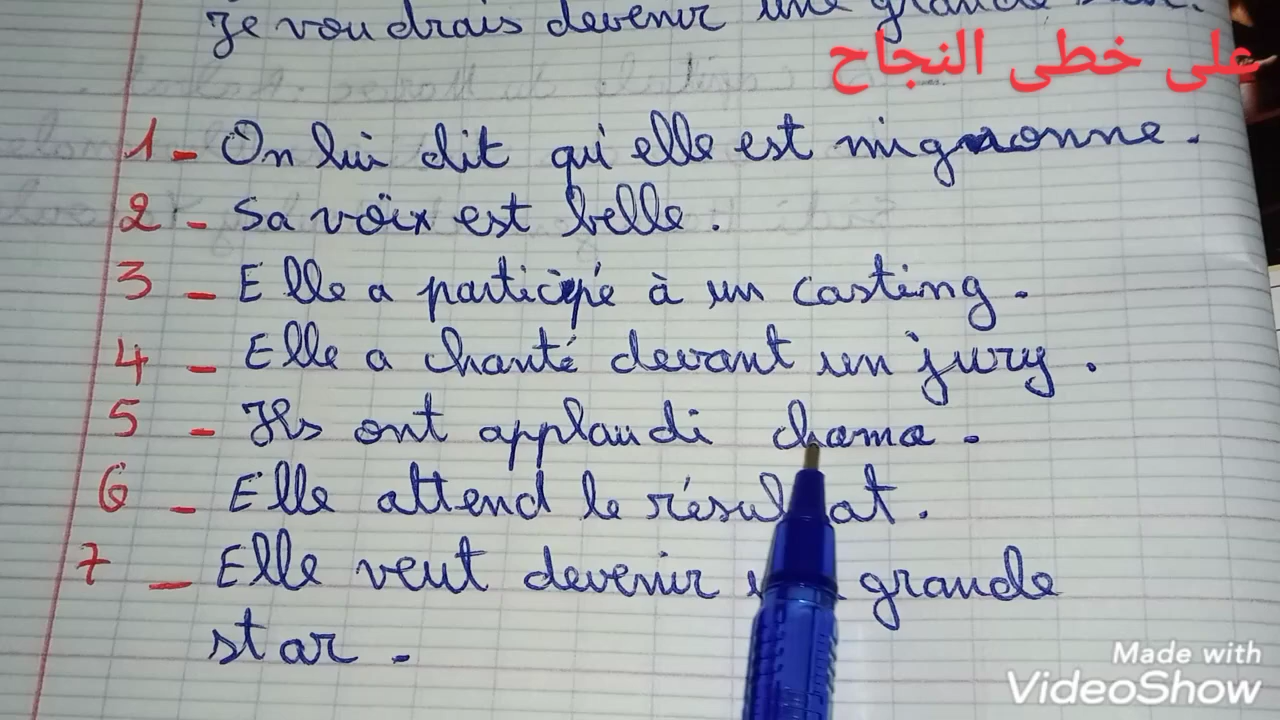 Je voudrais devenir une grande star.
على خطى النجاح
1 - On lui dit qu'elle est mignonne.
2 - Sa voix est belle.
3 - Elle a participé à un casting.
4 - Elle a chanté devant un jury.
5 - Ils ont applaudi chama.
6 - Elle attend le résultat.
7 - Elle veut devenir grande
star.
Made with
VideoShow